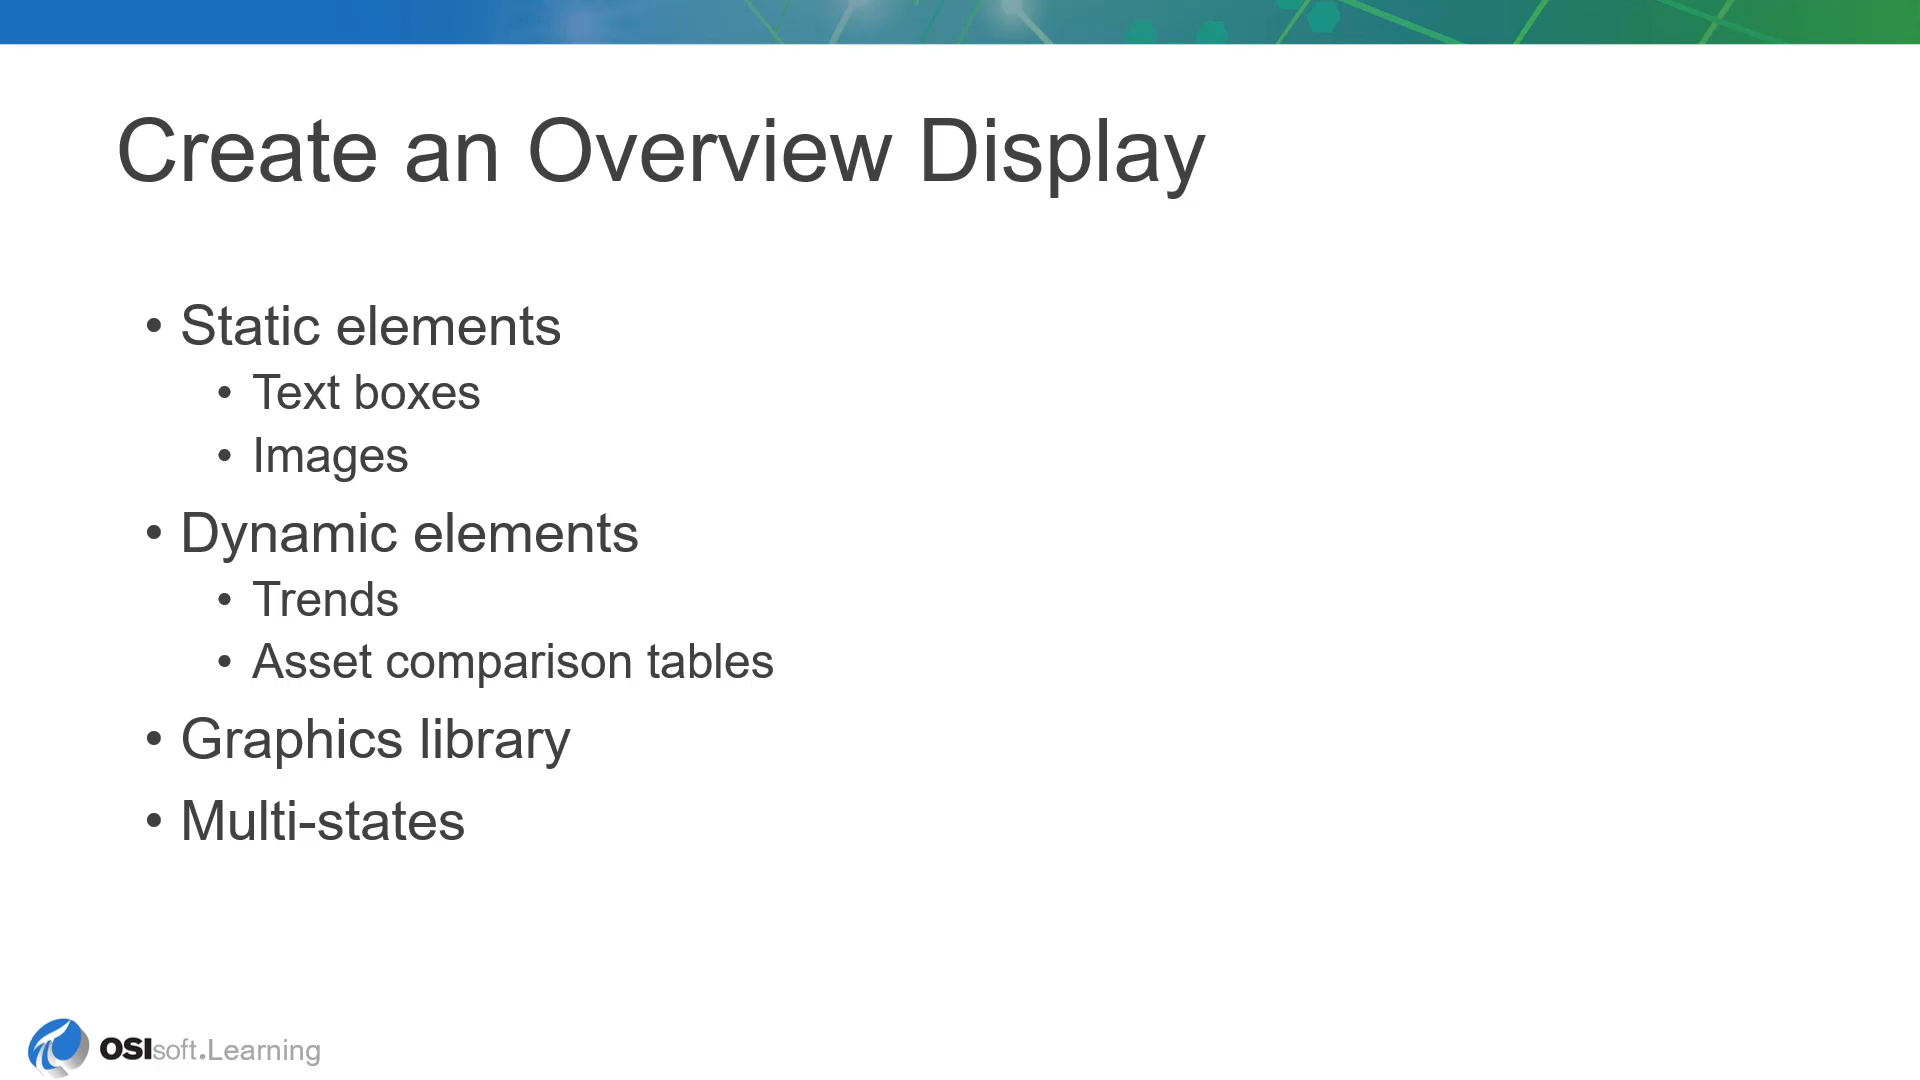 Create an Overview Display
• Static elements
• Text boxes
• Images
• Dynamic elements
• Trends
• Asset comparison tables
• Graphics library
• Multi-states
OSIsoft.Learning